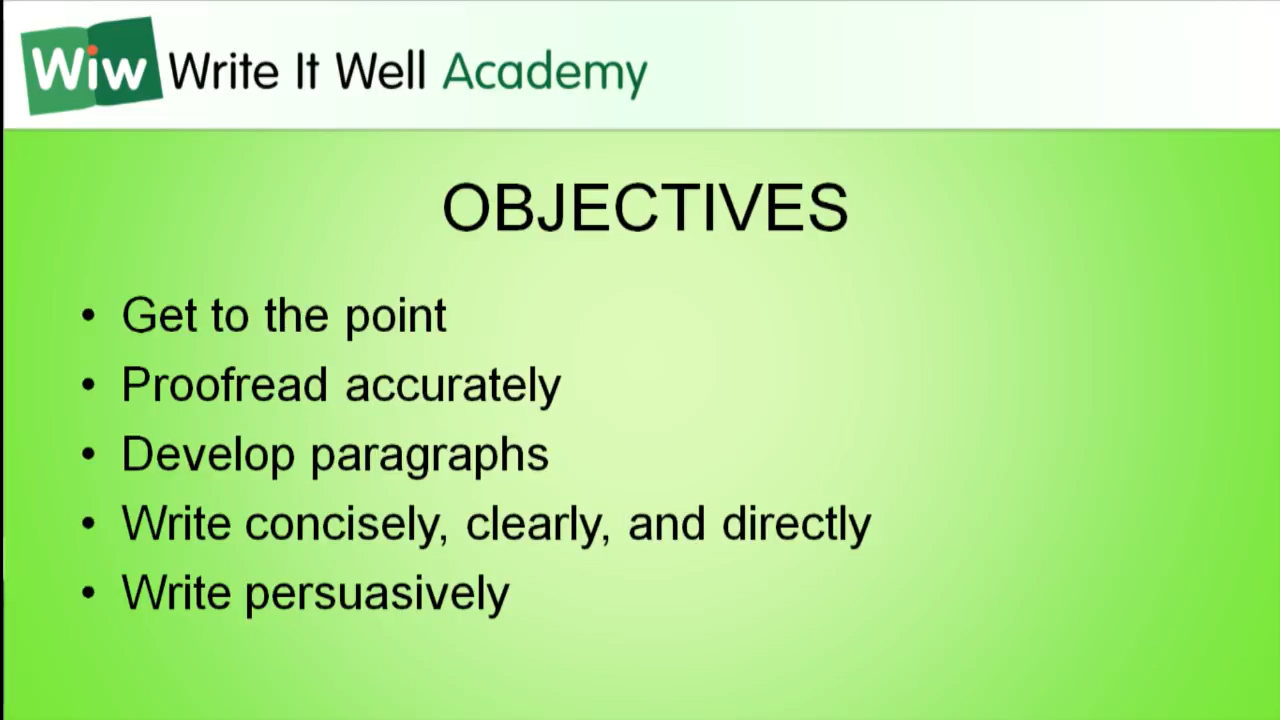 Wiw Write It Well Academy
OBJECTIVES
• Get to the point
• Proofread accurately
• Develop paragraphs
• Write concisely, clearly, and directly
• Write persuasively